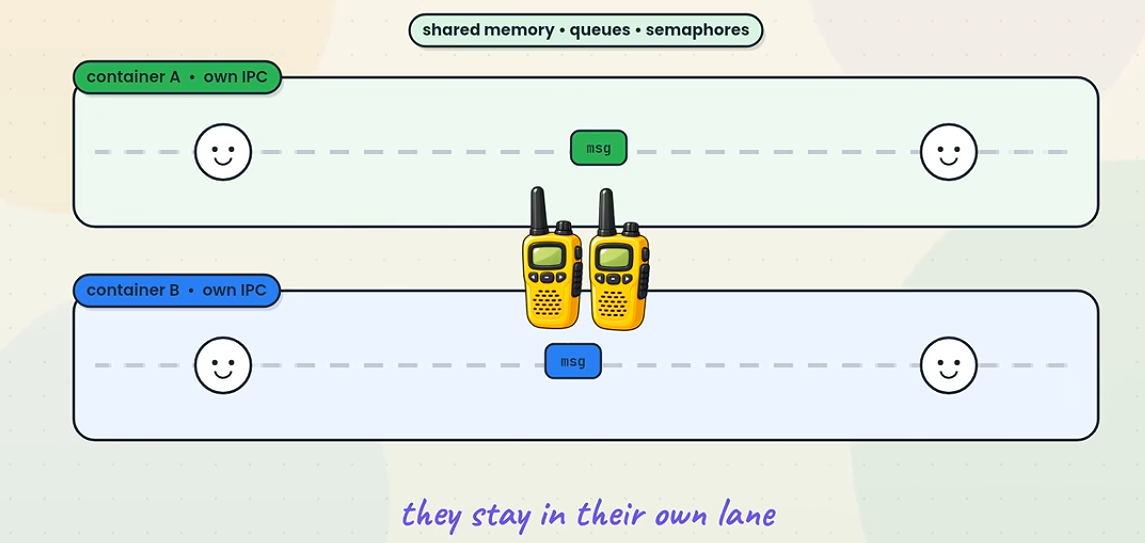 shared memory • queues • semaphores
container A • own IPC
msg
container B • own IPC
msg
they stay in their own lane